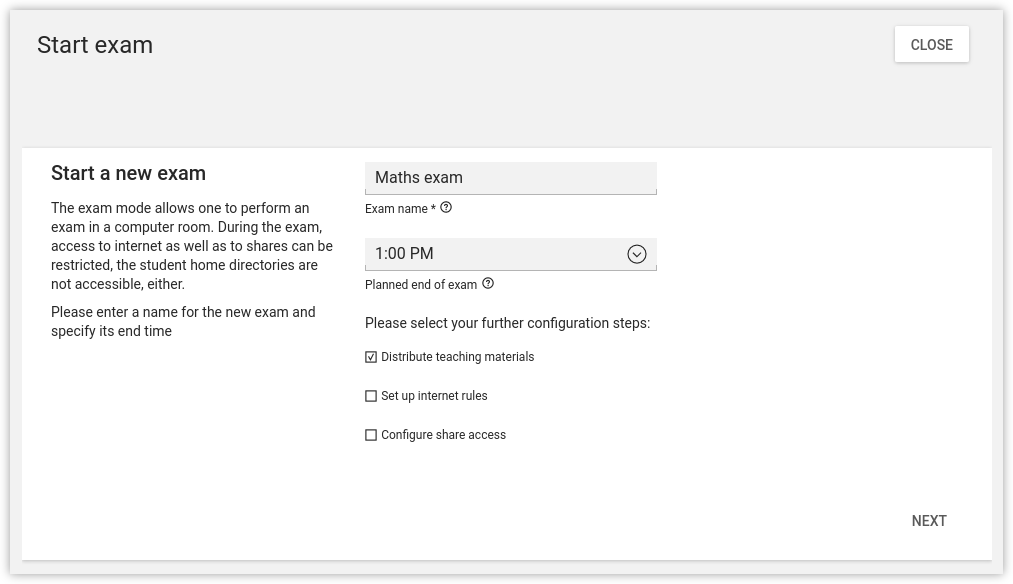 Start exam
CLOSE
Start a new exam
The exam mode allows one to perform an
exam in a computer room. During the exam,
access to internet as well as to shares can be
restricted, the student home directories are
not accessible, either.
Please enter a name for the new exam and
specify its end time
Maths exam
Exam name *
1:00 PM
Planned end of exam
Please select your further configuration steps:
Distribute teaching materials
Set up internet rules
Configure share access
NEXT